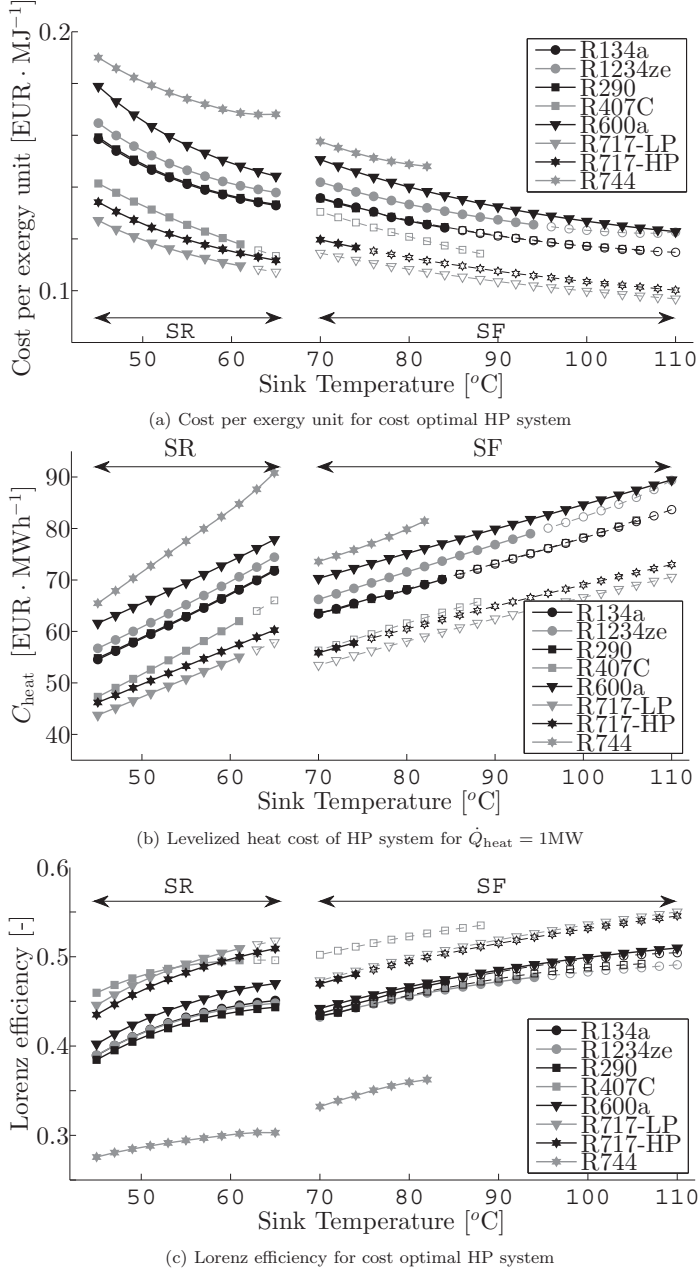 0.2
0.1
Cost per exergy unit [EUR · MJ⁻¹]
R134a
R1234ze
R290
R407C
R600a
R717-LP
R717-HP
R744
SR
SF
50 60 70 80 90 100 110
Sink Temperature [°C]
(a) Cost per exergy unit for cost optimal HP system
SR
SF
90
80
70
60
50
40
C_heat [EUR · MWh⁻¹]
R134a
R1234ze
R290
R407C
R600a
R717-LP
R717-HP
R744
50 60 70 80 90 100 110
Sink Temperature [°C]
(b) Levelized heat cost of HP system for Q̇_heat = 1MW
0.6
0.5
0.4
0.3
Lorenz efficiency [-]
SR
SF
R134a
R1234ze
R290
R407C
R600a
R717-LP
R717-HP
R744
50 60 70 80 90 100 110
Sink Temperature [°C]
(c) Lorenz efficiency for cost optimal HP system